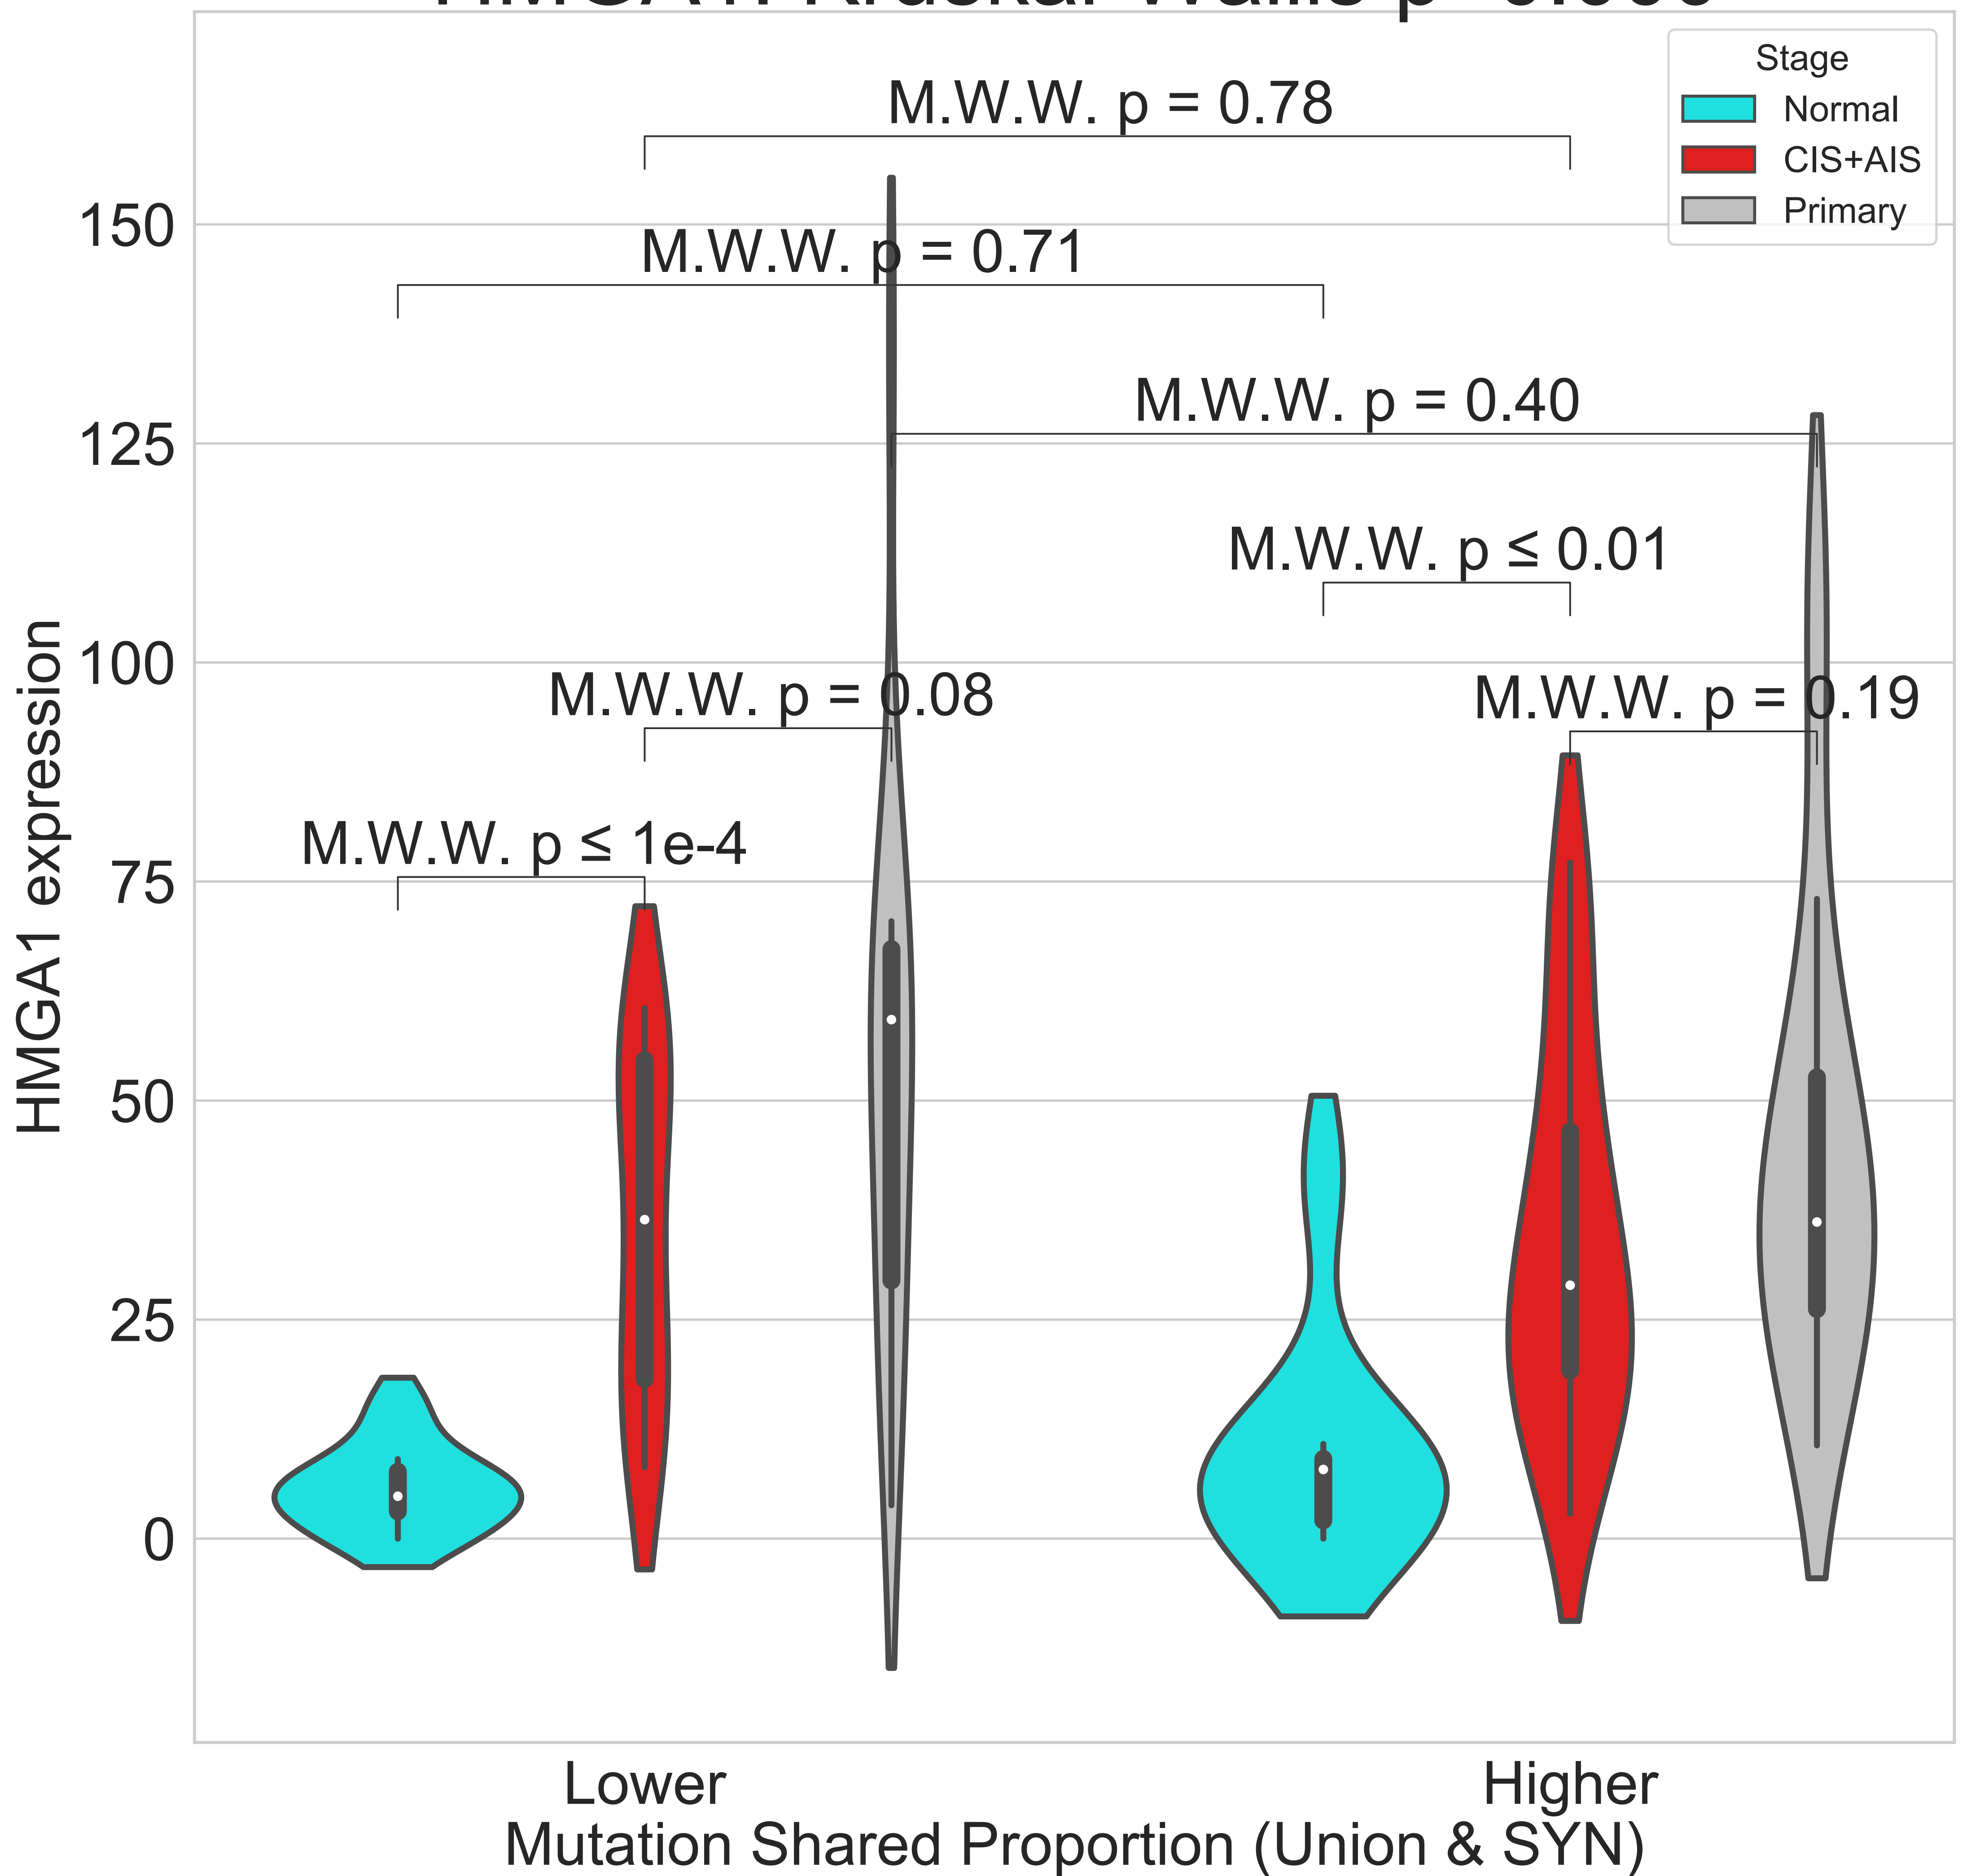 Stage
Normal
CIS+AIS
Primary
M.W.W. p = 0.78
M.W.W. p = 0.71
M.W.W. p = 0.40
M.W.W. p ≤ 0.01
M.W.W. p = 0.08
M.W.W. p = 0.19
M.W.W. p ≤ 1e-4
150
125
100
75
50
25
0
HMGA1 expression
Lower
Higher
Mutation Shared Proportion (Union & SYN)